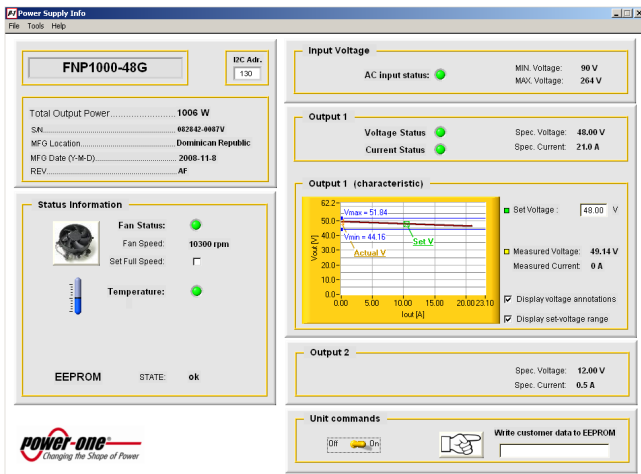 Power Supply Info
File Tools Help
FNP1000-48G
I2C Adr.
130
Total Output Power........................1006 W
S/N........................082842-0087V
MFG Location........................Dominican Republic
MFG Date (Y-M-D)........................2008-11-8
REV........................AF
Status Information
Fan Status:
Fan Speed: 10300 rpm
Set Full Speed:
Temperature:
EEPROM STATE: ok
power-one®
Changing the Shape of Power
Input Voltage
AC input status:
MIN. Voltage: 90 V
MAX. Voltage: 264 V
Output 1
Voltage Status
Spec. Voltage: 48.00 V
Current Status
Spec. Current: 21.0 A
Output 1 (characteristic)
62.2
50.0
40.0
30.0
20.0
10.0
0.0
Vout [V]
Vmax = 51.84
Vmin = 44.16
Actual V
Set V
0.00 5.00 10.00 15.00 20.00 23.10
Iout [A]
Set Voltage : 48.00 V
Measured Voltage: 49.14 V
Measured Current: 0 A
Display voltage annotations
Display set-voltage range
Output 2
Spec. Voltage: 12.00 V
Spec. Current: 0.5 A
Unit commands
Off On
Write customer data to EEPROM